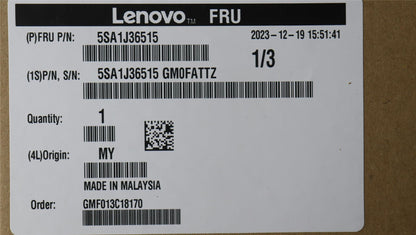 Lenovo™ FRU
(P)FRU P/N: 5SA1J36515 2023-12-19 15:51:41
1/3
(1S)P/N, S/N: 5SA1J36515 GM0FATTZ
Quantity: 1
(4L)Origin: MY
MADE IN MALAYSIA
Order: GMF013C18170